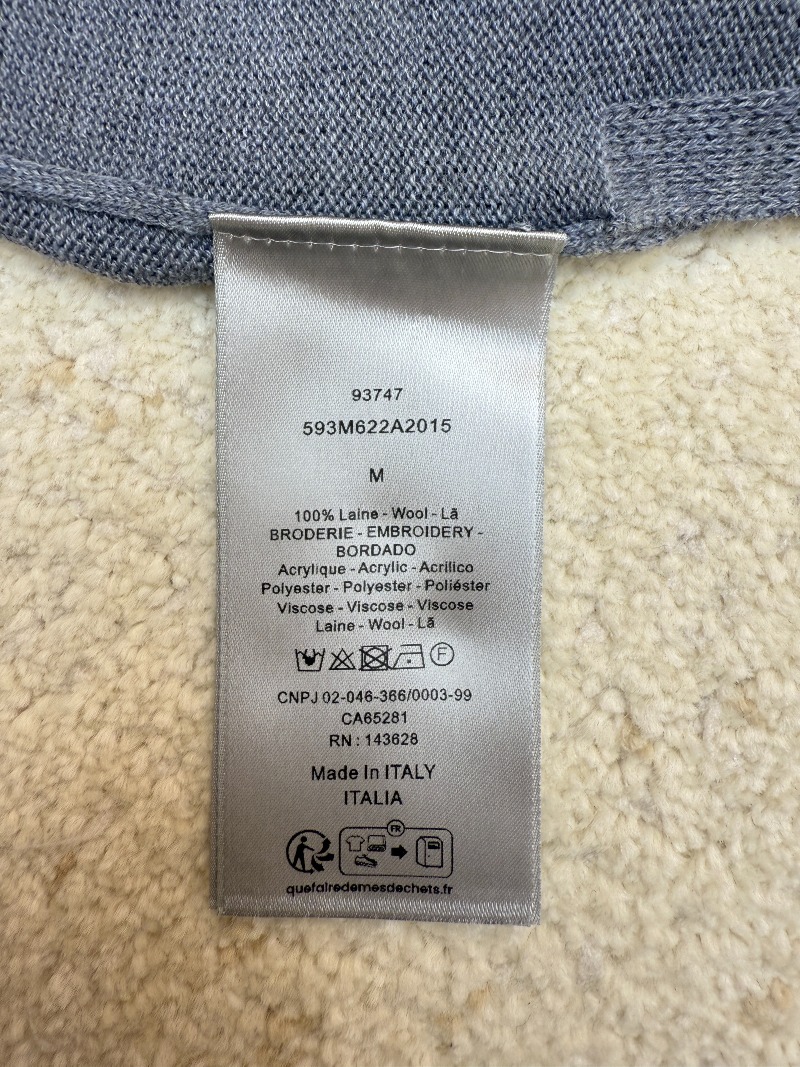 93747
593M622A2015
M
100% Laine - Wool - Lã
BRODERIE - EMBROIDERY -
BORDADO
Acrylique - Acrylic - Acrilico
Polyester - Polyester - Poliéster
Viscose - Viscose - Viscose
Laine - Wool - Lã
F
CNPJ 02-046-366/0003-99
CA65281
RN : 143628
Made In ITALY
ITALIA
FR
quefairedemesdechets.fr